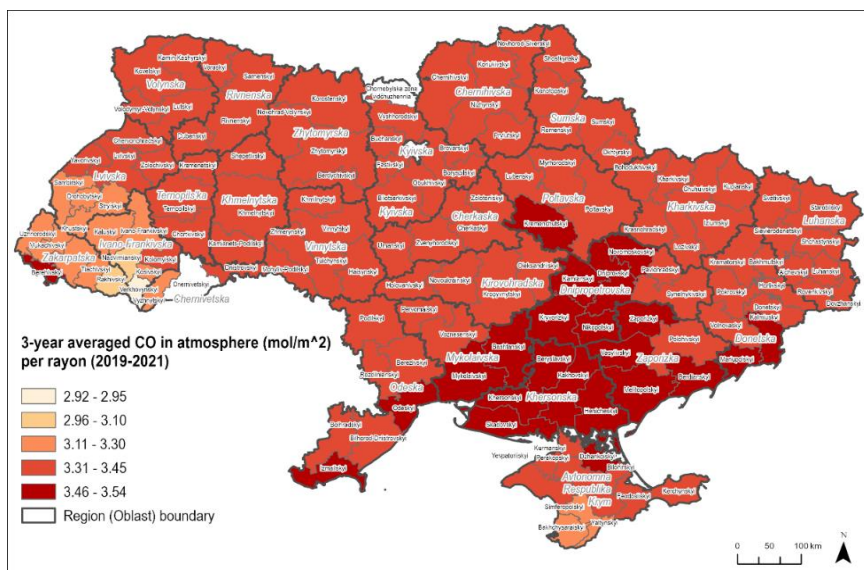 Novhorod-Siverskyi
Shostkynskyi
Kamin-Kashyrskyi
Varaskyi
Kovelskyi
Sarnenskyi
Volynska
Rivnenska
Chornobylska zona
vidchuzhennia
Koriukivskyi
Chernihivskyi
Chernihivska
Konotopskyi
Korostenskyi
Volodymyr-Volynskyi
Lutskyi
Nizhynskyi
Sumska
Novohrad-Volynskyi
Vyshhorodskyi
Rivnenskyi
Zhytomyrska
Romenskyi
Sumskyi
Dubenskyi
Buchanskyi
Brovarskyi
Pryluzkyi
Chervonohradskyi
Kyivska
Okhtyrskyi
Yavorivskyi
Lvivskyi
Shepetivskyi
Zhytomyrskyi
Fastivskyi
Boryspilskyi
Myrhorodskyi
Bohodukhivskyi
Zolochivskyi
Kremenetskyi
Berdychivskyi
Obukhivskyi
Lubenskyi
Kharkivskyi
Lvivska
Sambirskyi
Ternopilska
Khmelnytska
Bilotserkivskyi
Poltavska
Chuhuivskyi
Kupianskyi
Drohobytskyi
Stryiskyi
Ternopilskyi
Khmelnytskyi
Khmilnytskyi
Kyivska
Zolotoniskyi
Cherkaska
Poltavskyi
Kharkivska
Svativskyi
Starobilskyi
Luhanska
Khustskyi
Kaluskyi
Ivano-Frankivskyi
Chortkivskyi
Vinnytskyi
Cherkaskyi
Kremenchutskyi
Krasnohradskyi
Iziumskyi
Sievierodonetskyi
Uzhhorodskyi
Ivano-frankivska
Zhmerynskyi
Vinnytska
Umanskyi
Zvenyhorodskyi
Lozivskyi
Shchastynskyi
Mukachivskyi
Nadvirnianskyi
Kolomyiskyi
Kamianets-Podilskyi
Tulchynskyi
Oleksandriiskyi
Novomoskovskyi
Kramatorskyi
Bakhmutskyi
Zakarpatska
Kosivskyi
Haisynskyi
Novoukrainskyi
Kamianskyi
Dniprovskyi
Pavlohradskyi
Alchevskyi
Luhanskyi
Berehivskyi
Tiachivskyi
Rakhivskyi
Dnistrovskyi
Mohyliv-Podilskyi
Holovanivskyi
Kirovohradska
Pokrovskyi
Horlivskyi
Rovenkivskyi
Verkhovynskyi
Chernivetskyi
Kropyvnytskyi
Dnipropetrovska
Synelnykivskyi
Dovzhanskyi
Vyzhnytskyi
Chernivetska
Pervomaiskyi
Kryvorizkyi
Donetskyi
Podilskyi
Nikopolskyi
Zaporizkyi
Volnovaskyi
Kalmiuskyi
Voznesenskyi
Polohivskyi
Donetska
3-year averaged CO in atmosphere (mol/m^2)
per rayon (2019-2021)
Bashtanskyi
Vasylivskyi
Zaporizka
Mariupolskyi
Mykolaivska
Beryslavskyi
Berezivskyi
Berdianskyi
Rozdilnianskyi
Mykolaivskyi
Kakhovskyi
Melitopolskyi
Odeska
Khersonskyi
Khersonska
Odeskyi
Henicheskyi
Skadovskyi
2.92 - 2.95
2.96 - 3.10
Bolhradskyi
3.11 - 3.30
Bilhorod-Dnistrovskyi
Kurmanskyi
Dzhankoiskyi
3.31 - 3.45
Yevpatoriiskyi
Perekopskyi
Izmailskyi
Bilohirskyi
3.46 - 3.54
Avtonomna
Respublika
Krym
Feodosiiskyi
Kerchynskyi
Region (Oblast) boundary
Simferopolskyi
Bakhchysaraiskyi
Yaltynskyi
N
0 50 100 km